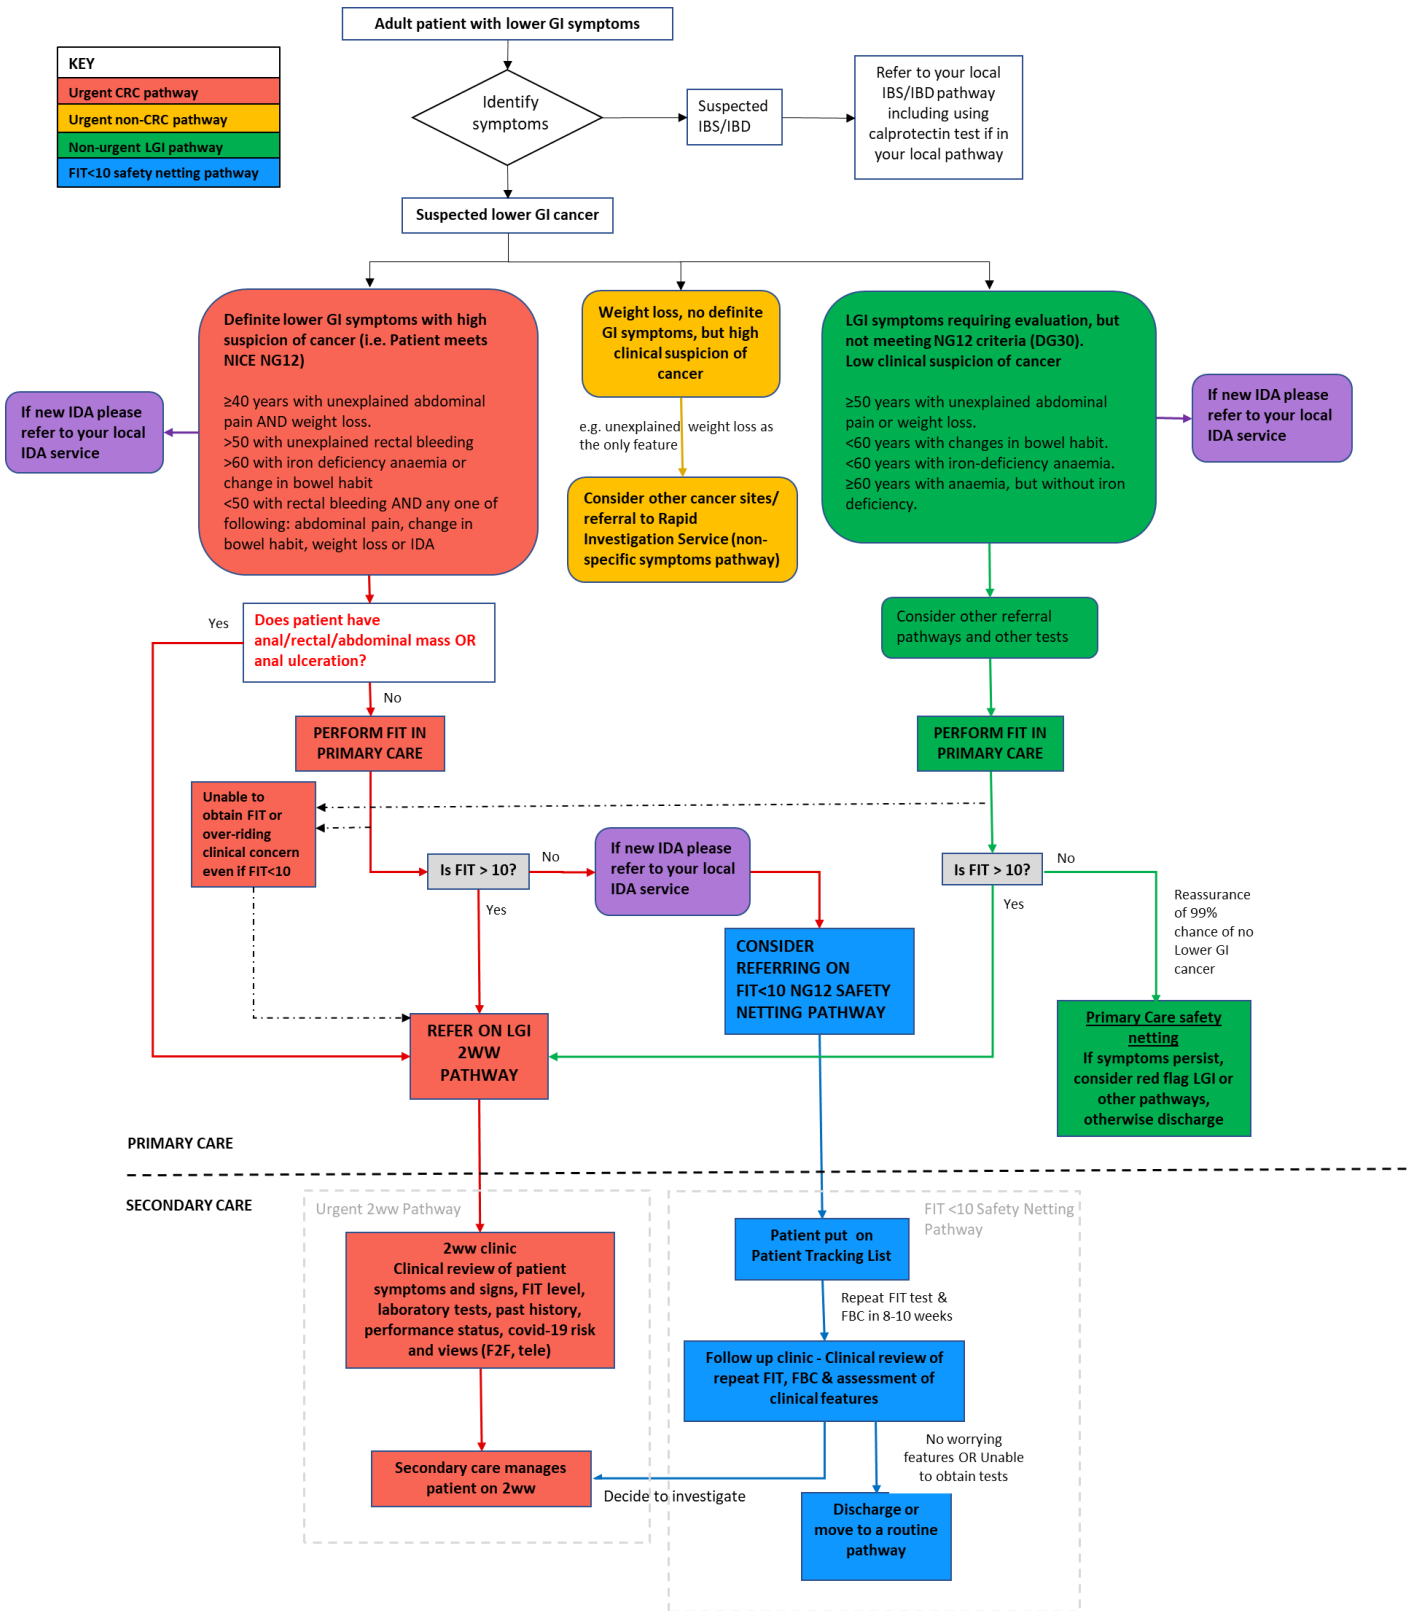 Adult patient with lower GI symptoms
KEY
Urgent CRC pathway
Urgent non-CRC pathway
Non-urgent LGI pathway
FIT<10 safety netting pathway
Identify
symptoms
Suspected
IBS/IBD
Refer to your local
IBS/IBD pathway
including using
calprotectin test if in
your local pathway
Suspected lower GI cancer
Definite lower GI symptoms with high
suspicion of cancer (i.e. Patient meets
NICE NG12)
≥40 years with unexplained abdominal
pain AND weight loss.
>50 with unexplained rectal bleeding
>60 with iron deficiency anaemia or
change in bowel habit
<50 with rectal bleeding AND any one of
following: abdominal pain, change in
bowel habit, weight loss or IDA
If new IDA please
refer to your local
IDA service
Weight loss, no definite
GI symptoms, but high
clinical suspicion of
cancer
e.g. unexplained weight loss as
the only feature
Consider other cancer sites/
referral to Rapid
Investigation Service (non-
specific symptoms pathway)
LGI symptoms requiring evaluation, but
not meeting NG12 criteria (DG30).
Low clinical suspicion of cancer
≥50 years with unexplained abdominal
pain or weight loss.
<60 years with changes in bowel habit.
<60 years with iron-deficiency anaemia.
≥60 years with anaemia, but without iron
deficiency.
If new IDA please
refer to your local
IDA service
Yes
Does patient have
anal/rectal/abdominal mass OR
anal ulceration?
No
Consider other referral
pathways and other tests
PERFORM FIT IN
PRIMARY CARE
PERFORM FIT IN
PRIMARY CARE
Unable to
obtain FIT or
over-riding
clinical concern
even if FIT<10
Is FIT > 10?
No
Yes
If new IDA please
refer to your local
IDA service
Is FIT > 10?
No
Yes
Reassurance
of 99%
chance of no
Lower GI
cancer
CONSIDER
REFERRING ON
FIT<10 NG12 SAFETY
NETTING PATHWAY
REFER ON LGI
2WW
PATHWAY
Primary Care safety
netting
If symptoms persist,
consider red flag LGI or
other pathways,
otherwise discharge
PRIMARY CARE
SECONDARY CARE
Urgent 2ww Pathway
FIT <10 Safety Netting
Pathway
2ww clinic
Clinical review of patient
symptoms and signs, FIT level,
laboratory tests, past history,
performance status, covid-19 risk
and views (F2F, tele)
Patient put on
Patient Tracking List
Repeat FIT test &
FBC in 8-10 weeks
Follow up clinic - Clinical review of
repeat FIT, FBC & assessment of
clinical features
No worrying
features OR Unable
to obtain tests
Secondary care manages
patient on 2ww
Decide to investigate
Discharge or
move to a routine
pathway